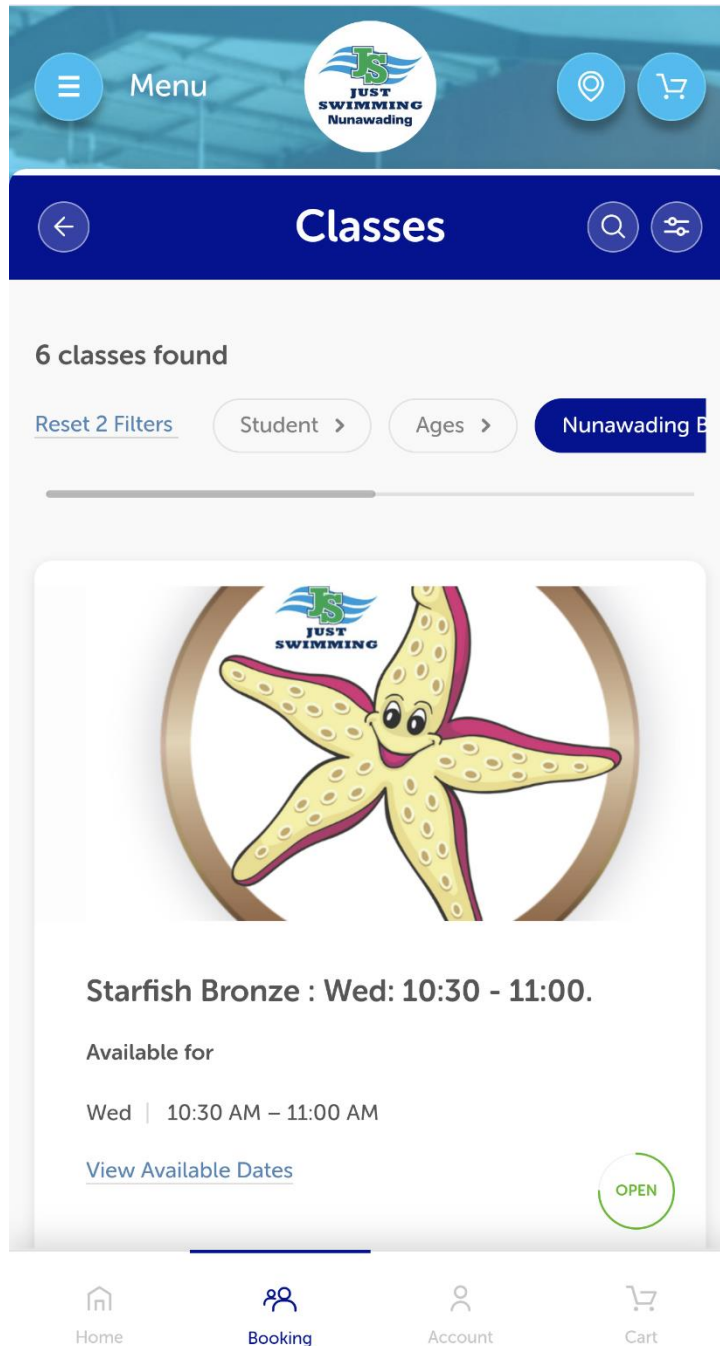 Menu
JS
JUST
SWIMMING
Nunawading
Classes
6 classes found
Reset 2 Filters
Student
Ages
Nunawading B
JS
JUST
SWIMMING
Starfish Bronze : Wed: 10:30 - 11:00.
Available for
Wed | 10:30 AM – 11:00 AM
View Available Dates
OPEN
Home
Booking
Account
Cart